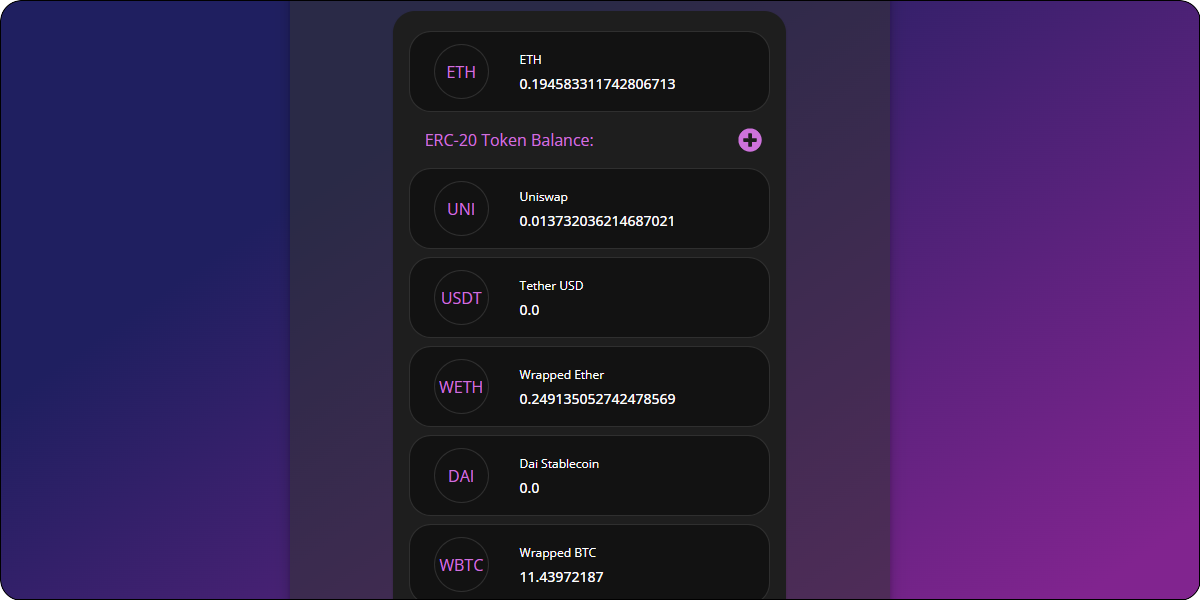 ETH
ETH
0.194583311742806713
ERC-20 Token Balance:
UNI
Uniswap
0.013732036214687021
USDT
Tether USD
0.0
WETH
Wrapped Ether
0.249135052742478569
DAI
Dai Stablecoin
0.0
WBTC
Wrapped BTC
11.43972187